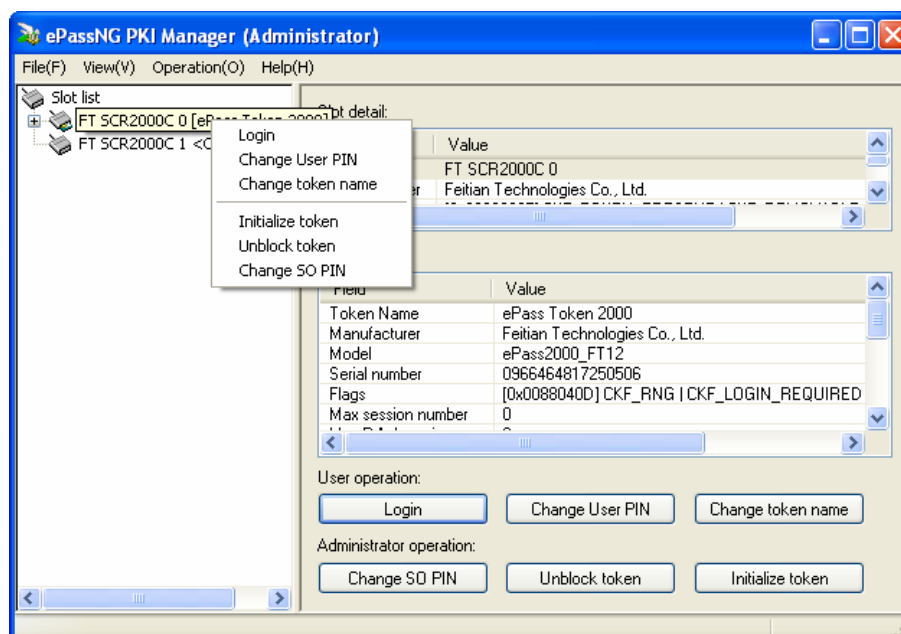 ePassNG PKI Manager (Administrator)
File(F) View(V) Operation(O) Help(H)
Slot list
FT SCR2000C 0 [ePass Token 2000]
FT SCR2000C 1 <C
Login
Change User PIN
Change token name
Initialize token
Unblock token
Change SO PIN
Slot detail:
Value
FT SCR2000C 0
er Feitian Technologies Co., Ltd.
Field Value
Token Name ePass Token 2000
Manufacturer Feitian Technologies Co., Ltd.
Model ePass2000_FT12
Serial number 0966464817250506
Flags [0x0088040D] CKF_RNG | CKF_LOGIN_REQUIRED
Max session number 0
User operation:
Login Change User PIN Change token name
Administrator operation:
Change SO PIN Unblock token Initialize token